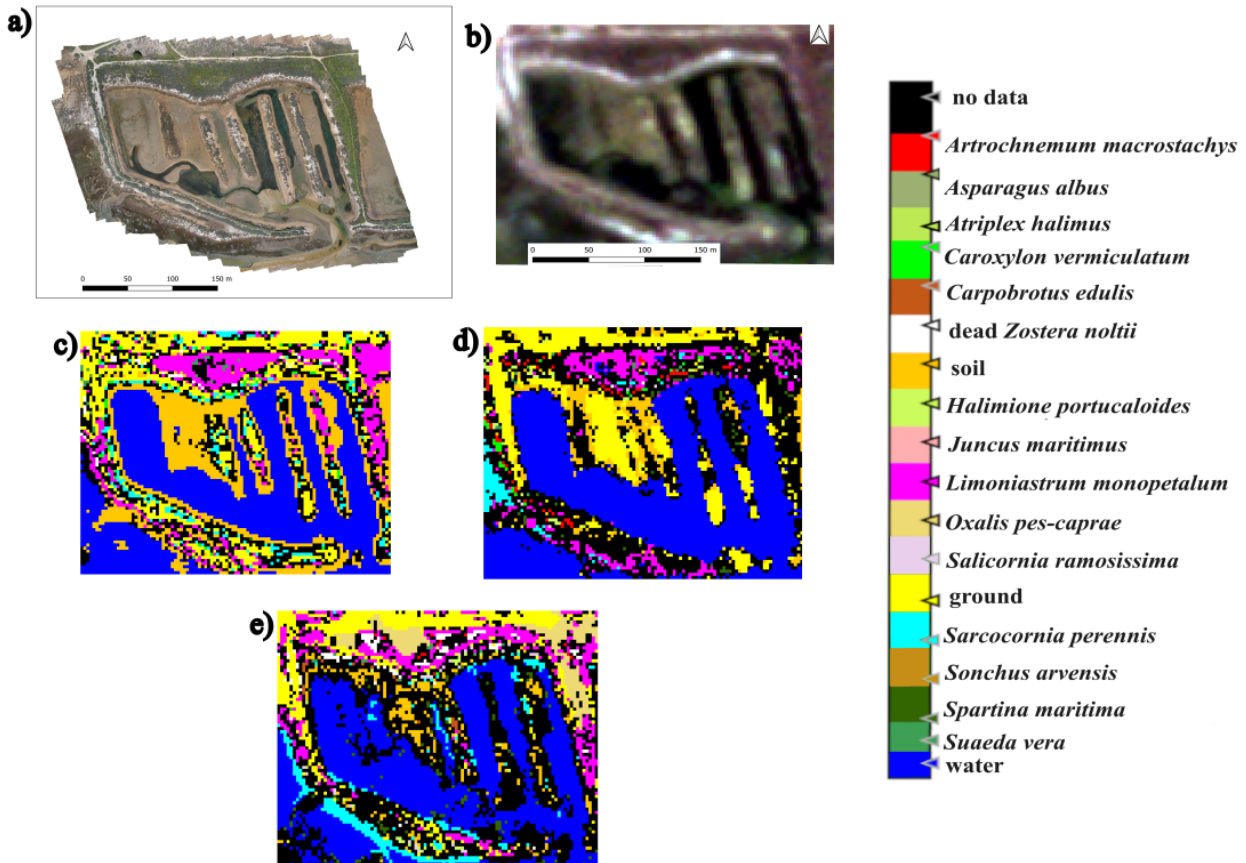 a)
b)
0 50 100 150 m
0 50 100 150 m
c)
d)
e)
no data
Artrochnemum macrostachys
Asparagus albus
Atriplex halimus
Caroxylon vermiculatum
Carpobrotus edulis
dead Zostera noltii
soil
Halimione portucaloides
Juncus maritimus
Limoniastrum monopetalum
Oxalis pes-caprae
Salicornia ramosissima
ground
Sarcocornia perennis
Sonchus arvensis
Spartina maritima
Suaeda vera
water